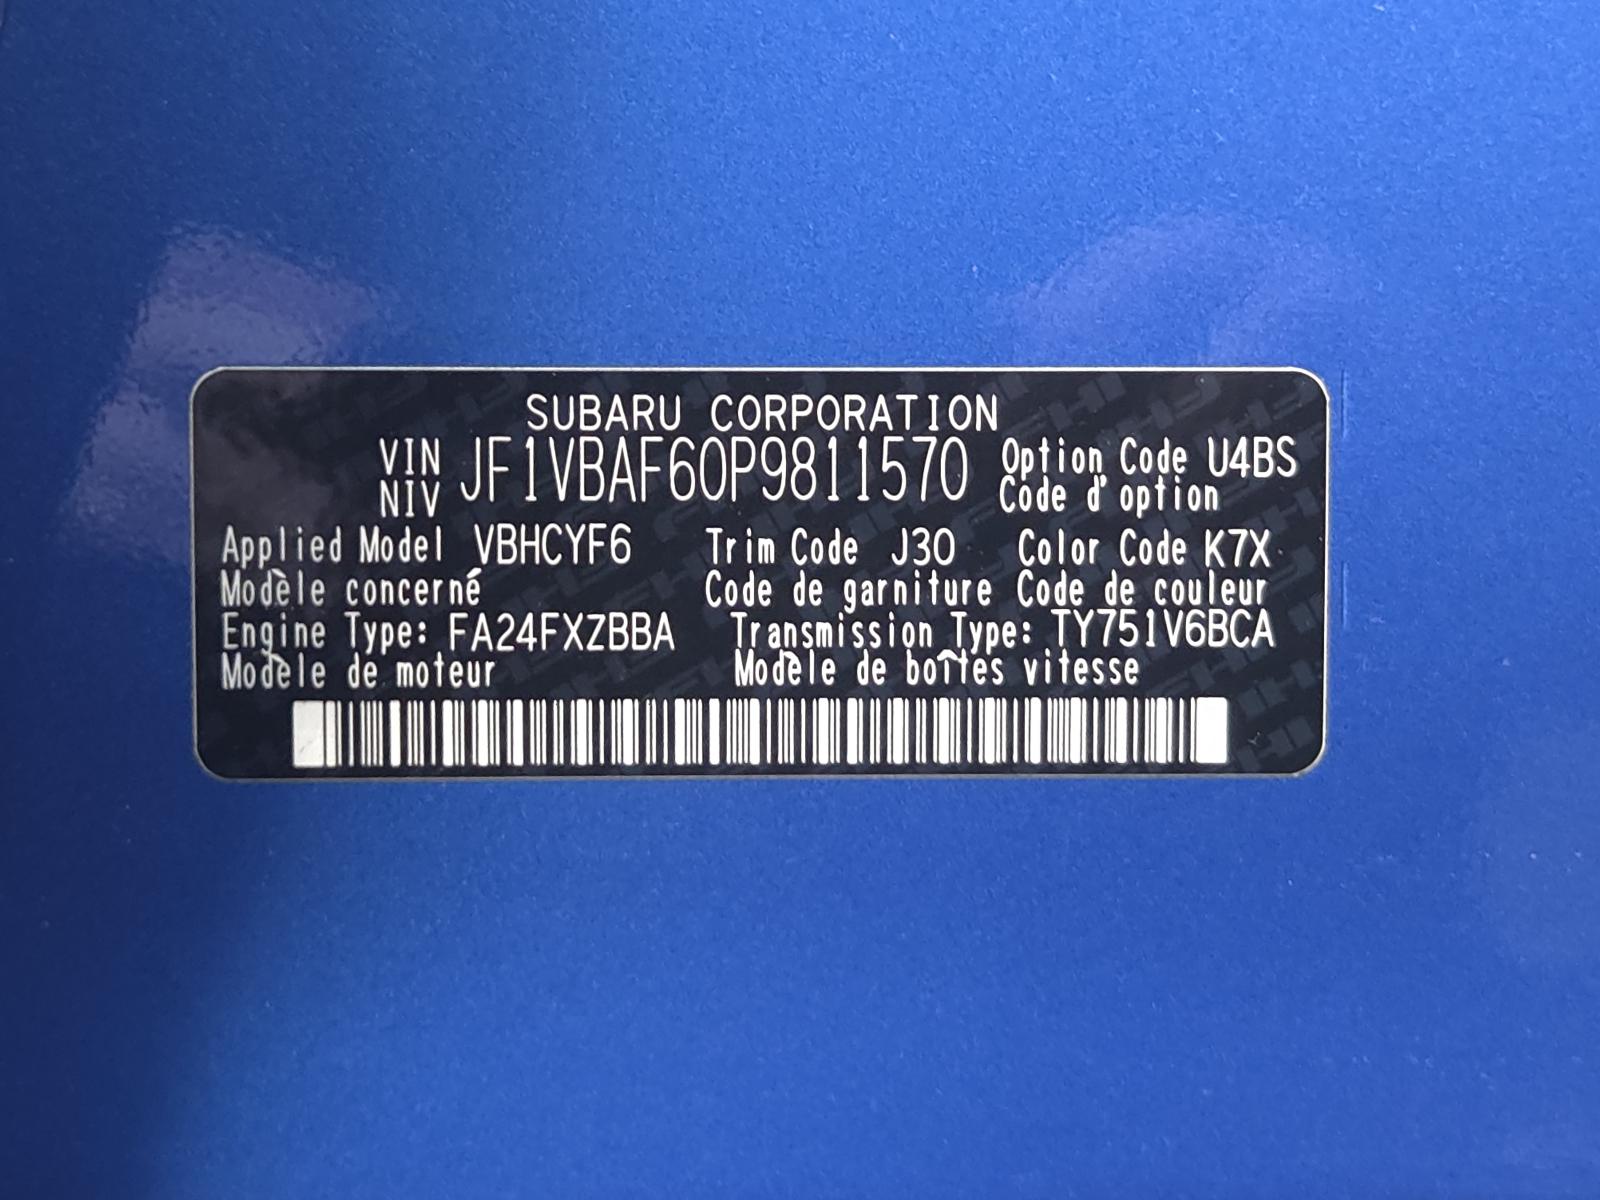 SUBARU CORPORATION
VIN JF1VBAF60P9811570 Option Code U4BS
NIV Code d'option
Applied Model VBHCYF6 Trim Code J30 Color Code K7X
Modèle concerné Code de garniture Code de couleur
Engine Type: FA24FXZBBA Transmission Type: TY751V6BCA
Modèle de moteur Modèle de boîtes vitesse